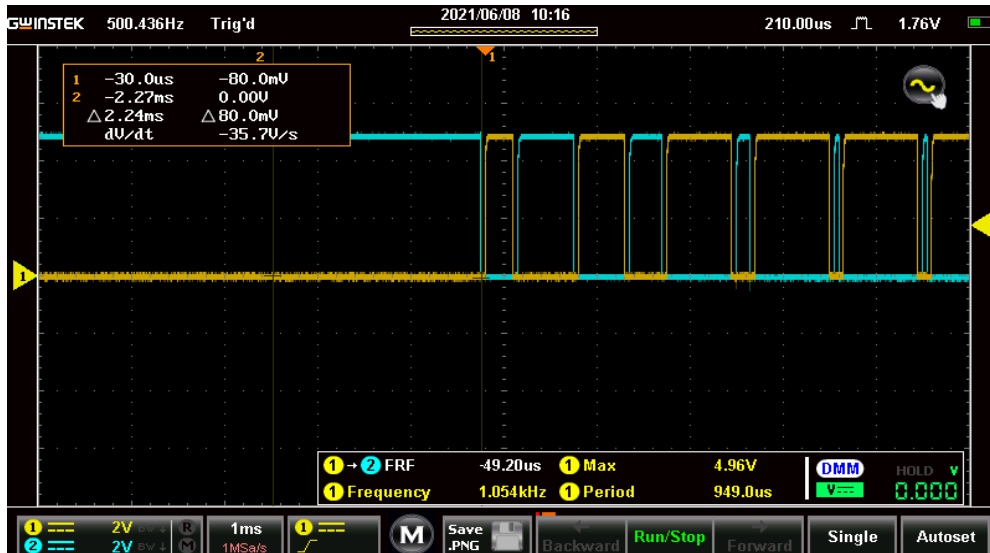 GWINSTEK 500.436Hz Trig'd 2021/06/08 10:16 210.00us 1.76V
2
1
1 -30.0us -80.0mV
2 -2.27ms 0.00V
△2.24ms △80.0mV
dV/dt -35.7V/s
1
1→2 FRF -49.20us 1 Max 4.96V
1 Frequency 1.054kHz 1 Period 949.0us
DMM HOLD V
V 0.000
1 2V BW R 1ms 1 M Save Backward Run/Stop Forward Single Autoset
2 2V BW M 1MSa/s .PNG